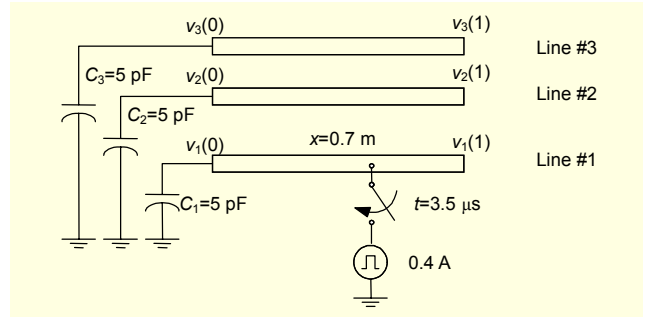 v3(0) v3(1)
Line #3
C3=5 pF
v2(0) v2(1)
Line #2
C2=5 pF
v1(0) x=0.7 m v1(1)
Line #1
C1=5 pF
t=3.5 μs
0.4 A